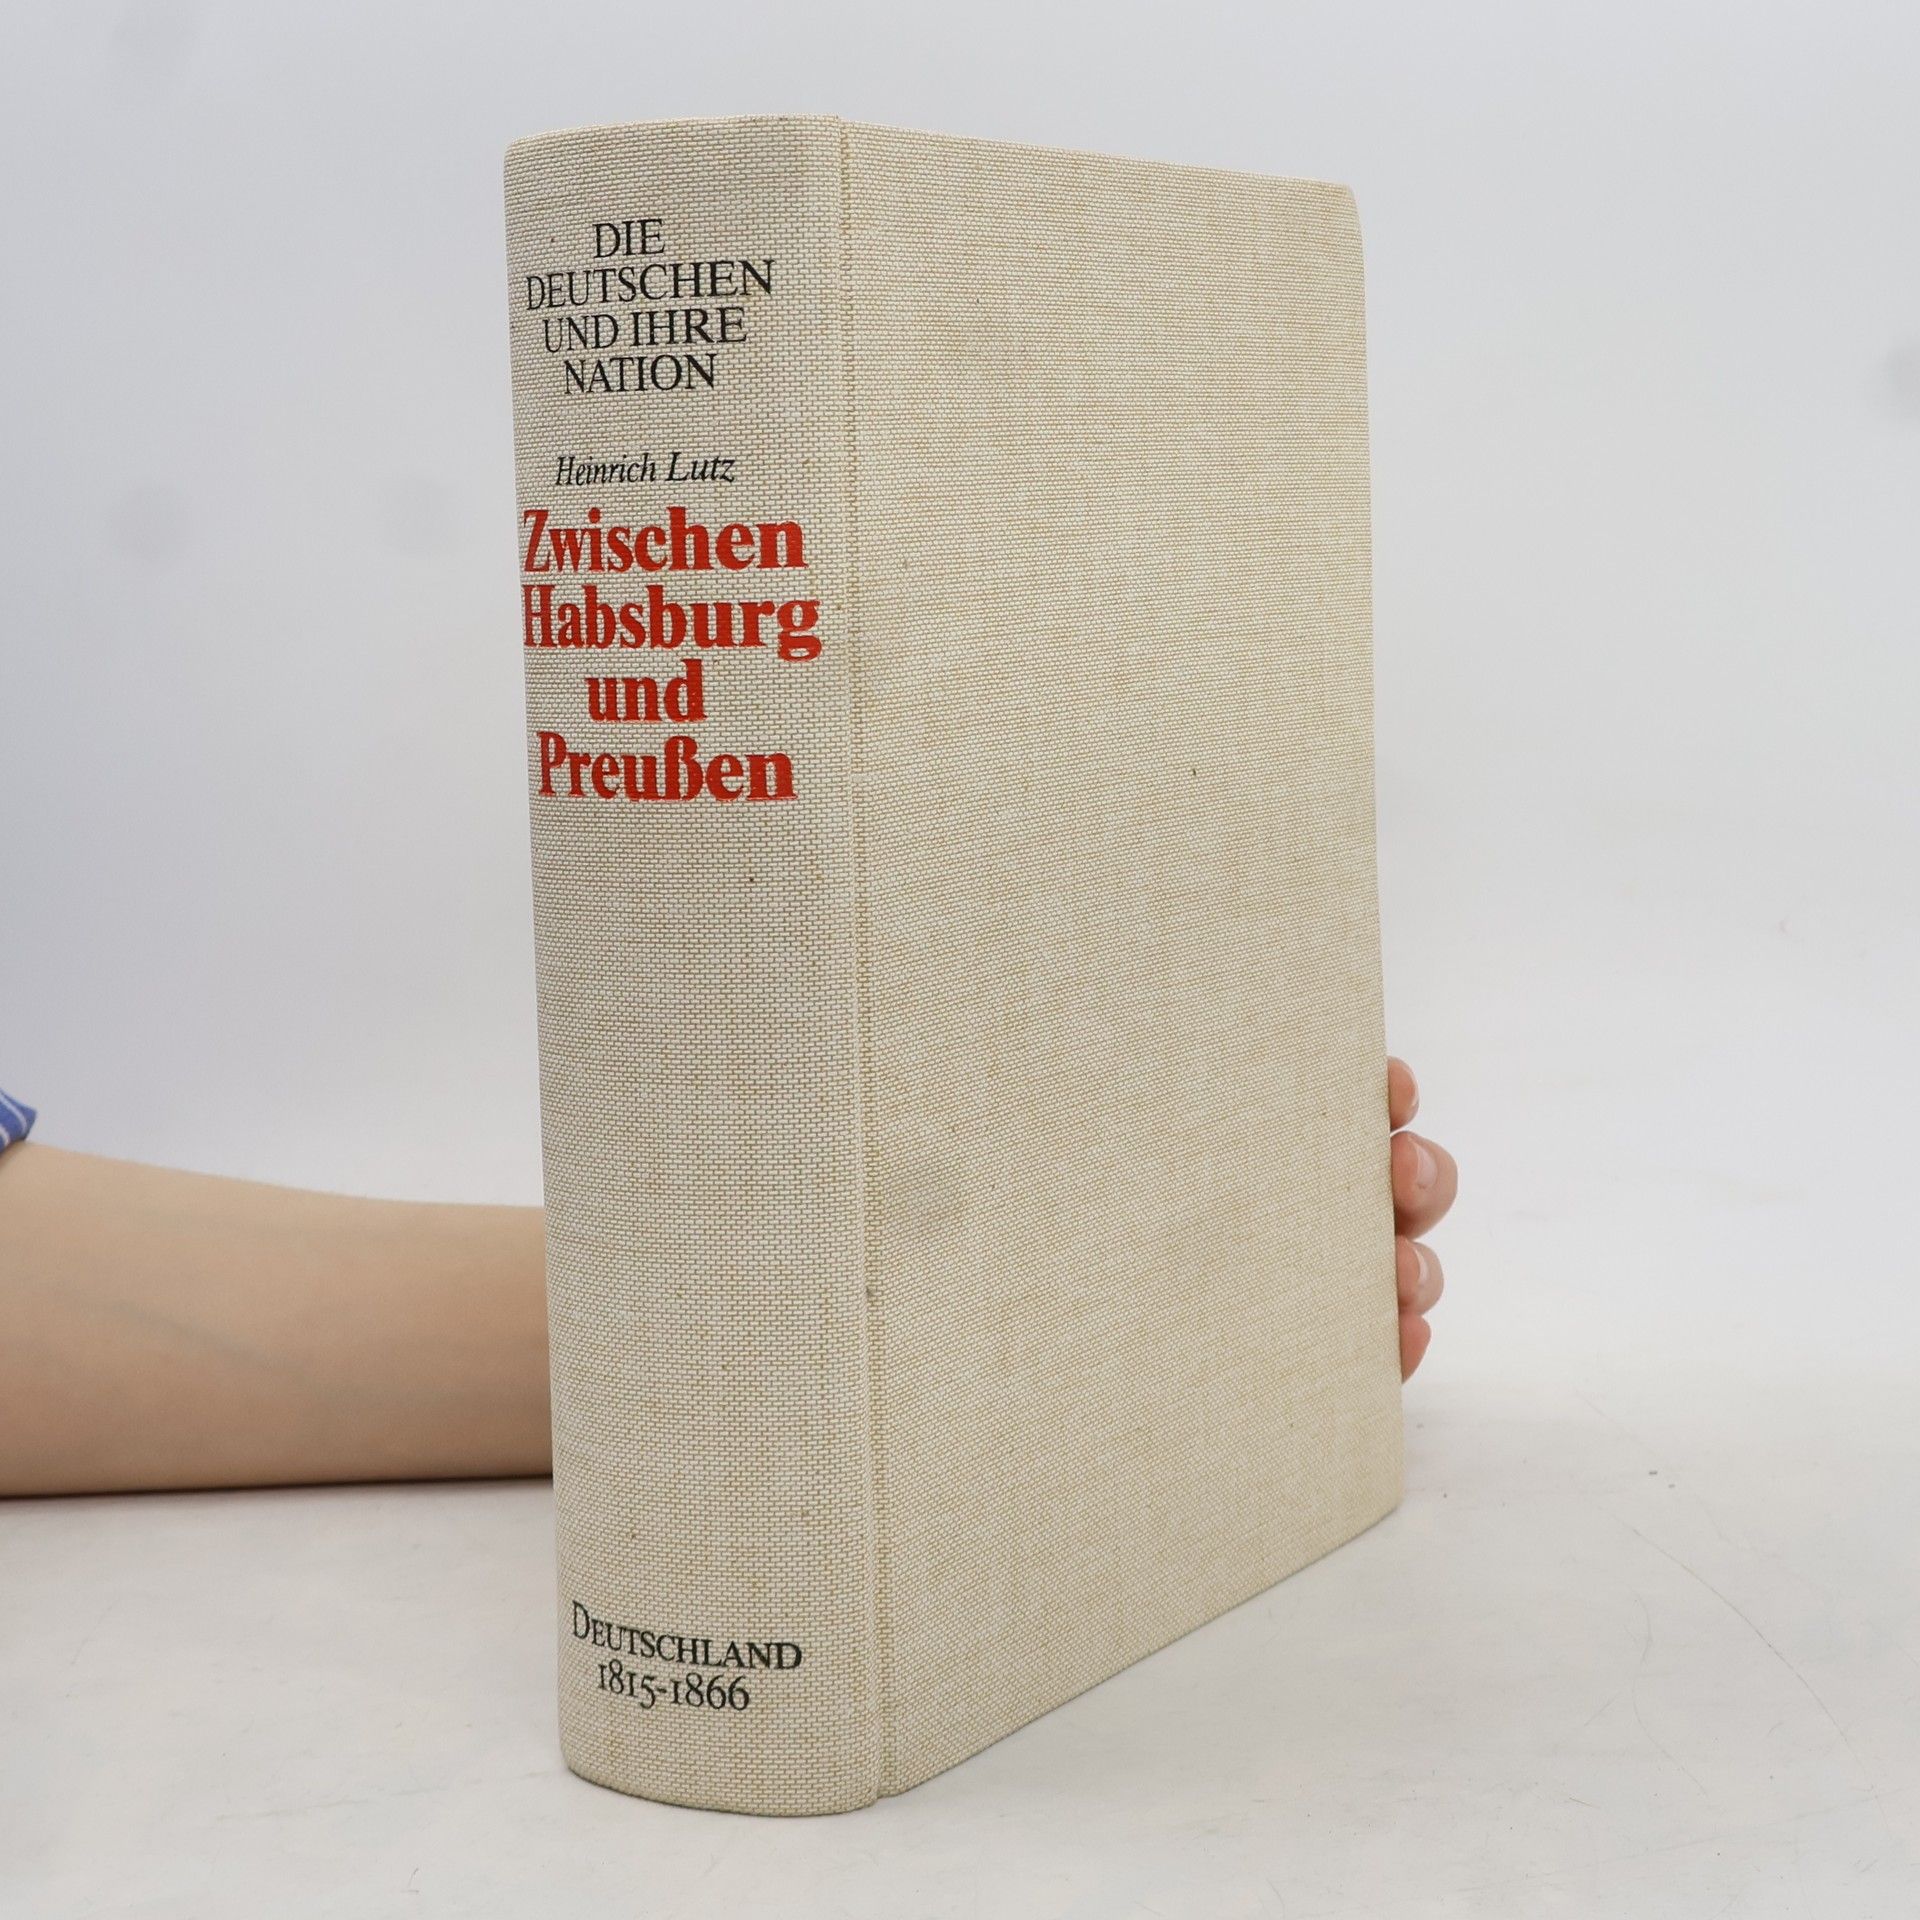 DIE
DEUTSCHEN
UND IHRE
NATION
Heinrich Lutz
Zwischen
Habsburg
und
Preußen
DEUTSCHLAND
1815-1866